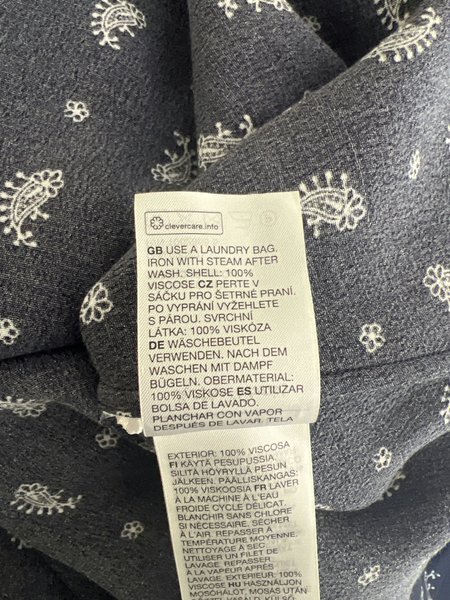 clevercare.info
GB USE A LAUNDRY BAG.
IRON WITH STEAM AFTER
WASH. SHELL: 100%
VISCOSE CZ PERTE V
SÁČKU PRO ŠETRNÉ PRANÍ.
PO VYPRÁNÍ VYŽEHLETE
S PÁROU. SVRCHNÍ
LÁTKA: 100% VISKÓZA
DE WÄSCHEBEUTEL
VERWENDEN. NACH DEM
WASCHEN MIT DAMPF
BÜGELN. OBERMATERIAL:
100% VISKOSE ES UTILIZAR
BOLSA DE LAVADO.
PLANCHAR CON VAPOR
DESPUÉS DE LAVAR. TELA
EXTERIOR: 100% VISCOSA
FI KÄYTÄ PESUPUSSIA.
SILITÄ HÖYRYLLÄ PESUN
JÄLKEEN. PÄÄLLISKANGAS:
100% VISKOOSIA FR LAVER
À LA MACHINE À L'EAU
FROIDE CYCLE DÉLICAT.
BLANCHIR SANS CHLORE
SI NÉCESSAIRE. SÉCHER
À L'AIR. REPASSER À
TEMPÉRATURE MOYENNE.
NETTOYAGE À SEC.
UTILISER UN FILET DE
LAVAGE. REPASSER
À LA VAPEUR APRÈS
LAVAGE. EXTÉRIEUR: 100%
VISCOSE HU HASZNÁLJON
MOSÓHÁLÓT. MOSÁS UTÁN